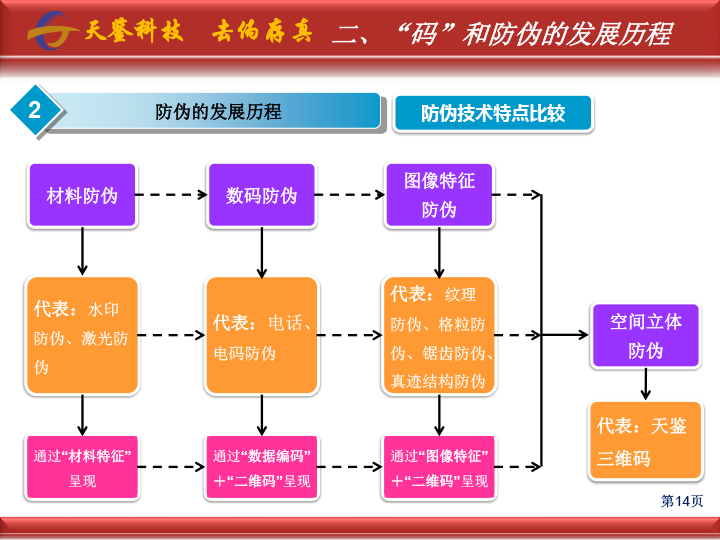 天鉴科技 去伪存真
二、“码”和防伪的发展历程
2
防伪的发展历程
防伪技术特点比较
材料防伪
数码防伪
图像特征
防伪
代表：水印
防伪、激光防
伪
代表：电话、
电码防伪
代表：纹理
防伪、格粒防
伪、锯齿防伪、
真迹结构防伪
空间立体
防伪
通过“材料特征”
呈现
通过“数据编码”
＋“二维码”呈现
通过“图像特征”
＋“二维码”呈现
代表：天鉴
三维码
第14页